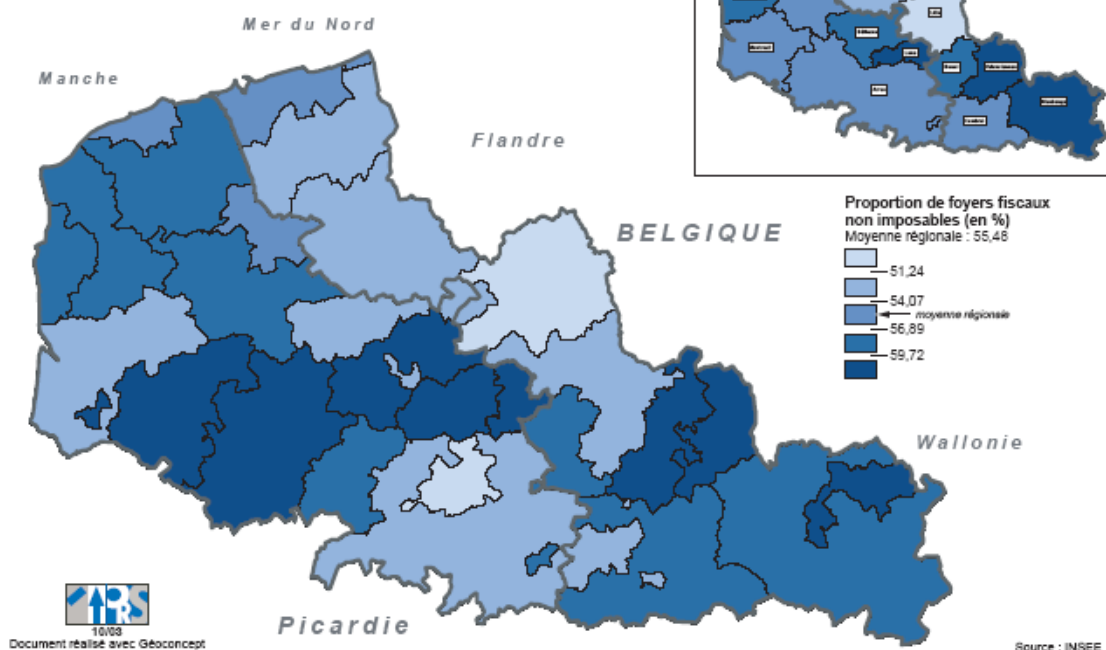 Mer du Nord
Manche
Flandre
BELGIQUE
Proportion de foyers fiscaux
non imposables (en %)
Moyenne régionale : 55,48
51,24
54,07
moyenne régionale
56,89
59,72
Wallonie
Picardie
10/03
Document réalisé avec Géoconcept
Source : INSEE